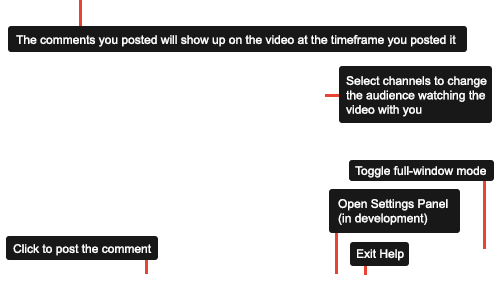 The comments you posted will show up on the video at the timeframe you posted it
Select channels to change
the audience watching the
video with you
Toggle full-window mode
Open Settings Panel
(in development)
Click to post the comment
Exit Help